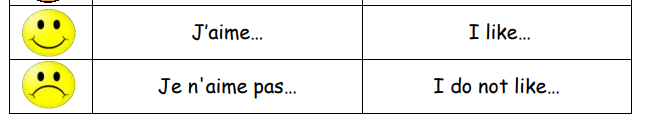 J’aime… I like…
Je n'aime pas… I do not like…